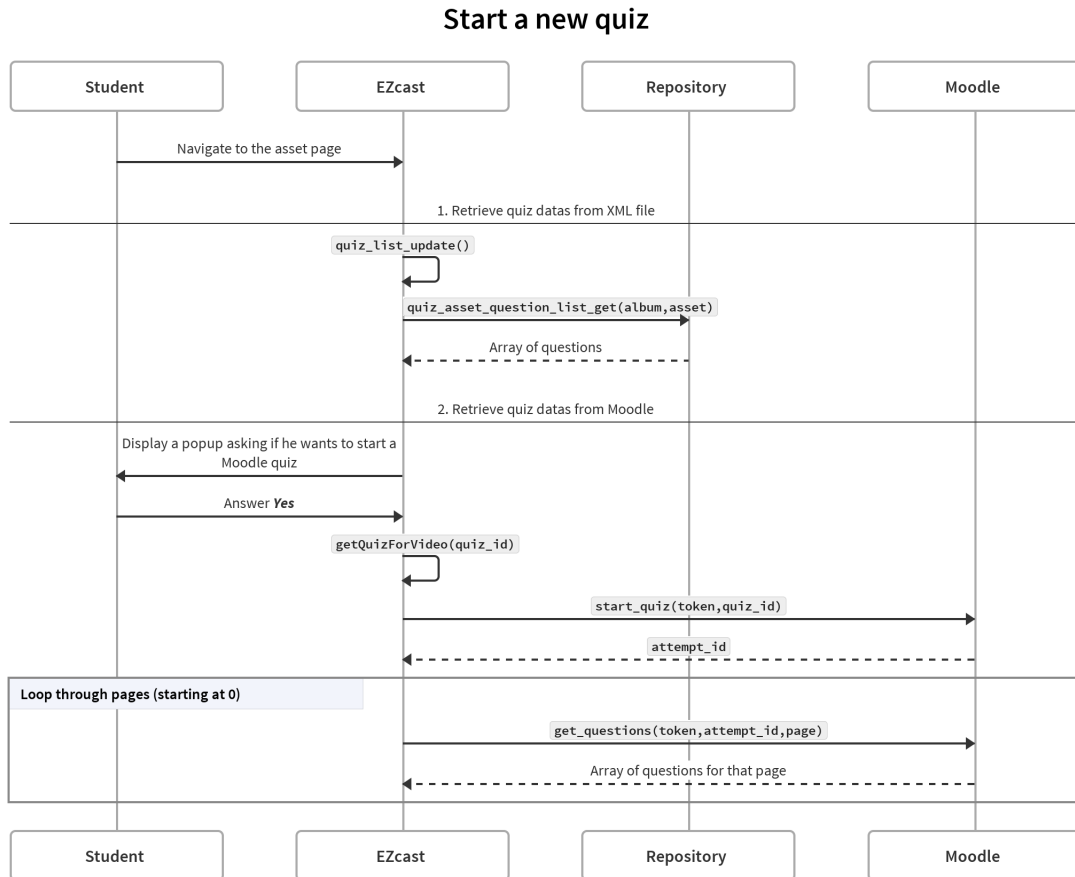 Start a new quiz
Student
EZcast
Repository
Moodle
Navigate to the asset page
1. Retrieve quiz datas from XML file
quiz_list_update()
quiz_asset_question_list_get(album,asset)
Array of questions
2. Retrieve quiz datas from Moodle
Display a popup asking if he wants to start a
Moodle quiz
Answer Yes
getQuizForVideo(quiz_id)
start_quiz(token,quiz_id)
attempt_id
Loop through pages (starting at 0)
get_questions(token,attempt_id,page)
Array of questions for that page
Student
EZcast
Repository
Moodle